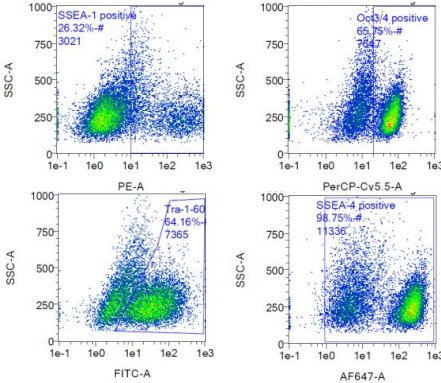 1000
SSEA-1 positive
26.32%-#
3021
750
500
250
0
SSC-A
1e-1 1e0 1e1 1e2 1e3
PE-A
1000
Oct3/4 positive
65.75%-#
7647
750
500
250
0
SSC-A
1e-1 1e0 1e1 1e2 1e3
PerCP-Cv5.5-A
1000
Tra-1-60
64.16%-#
7365
750
500
250
0
SSC-A
1e-1 1e0 1e1 1e2 1e3
FITC-A
1000
SSEA-4 positive
98.75%-#
11336
750
500
250
0
SSC-A
1e-1 1e0 1e1 1e2 1e3
AF647-A